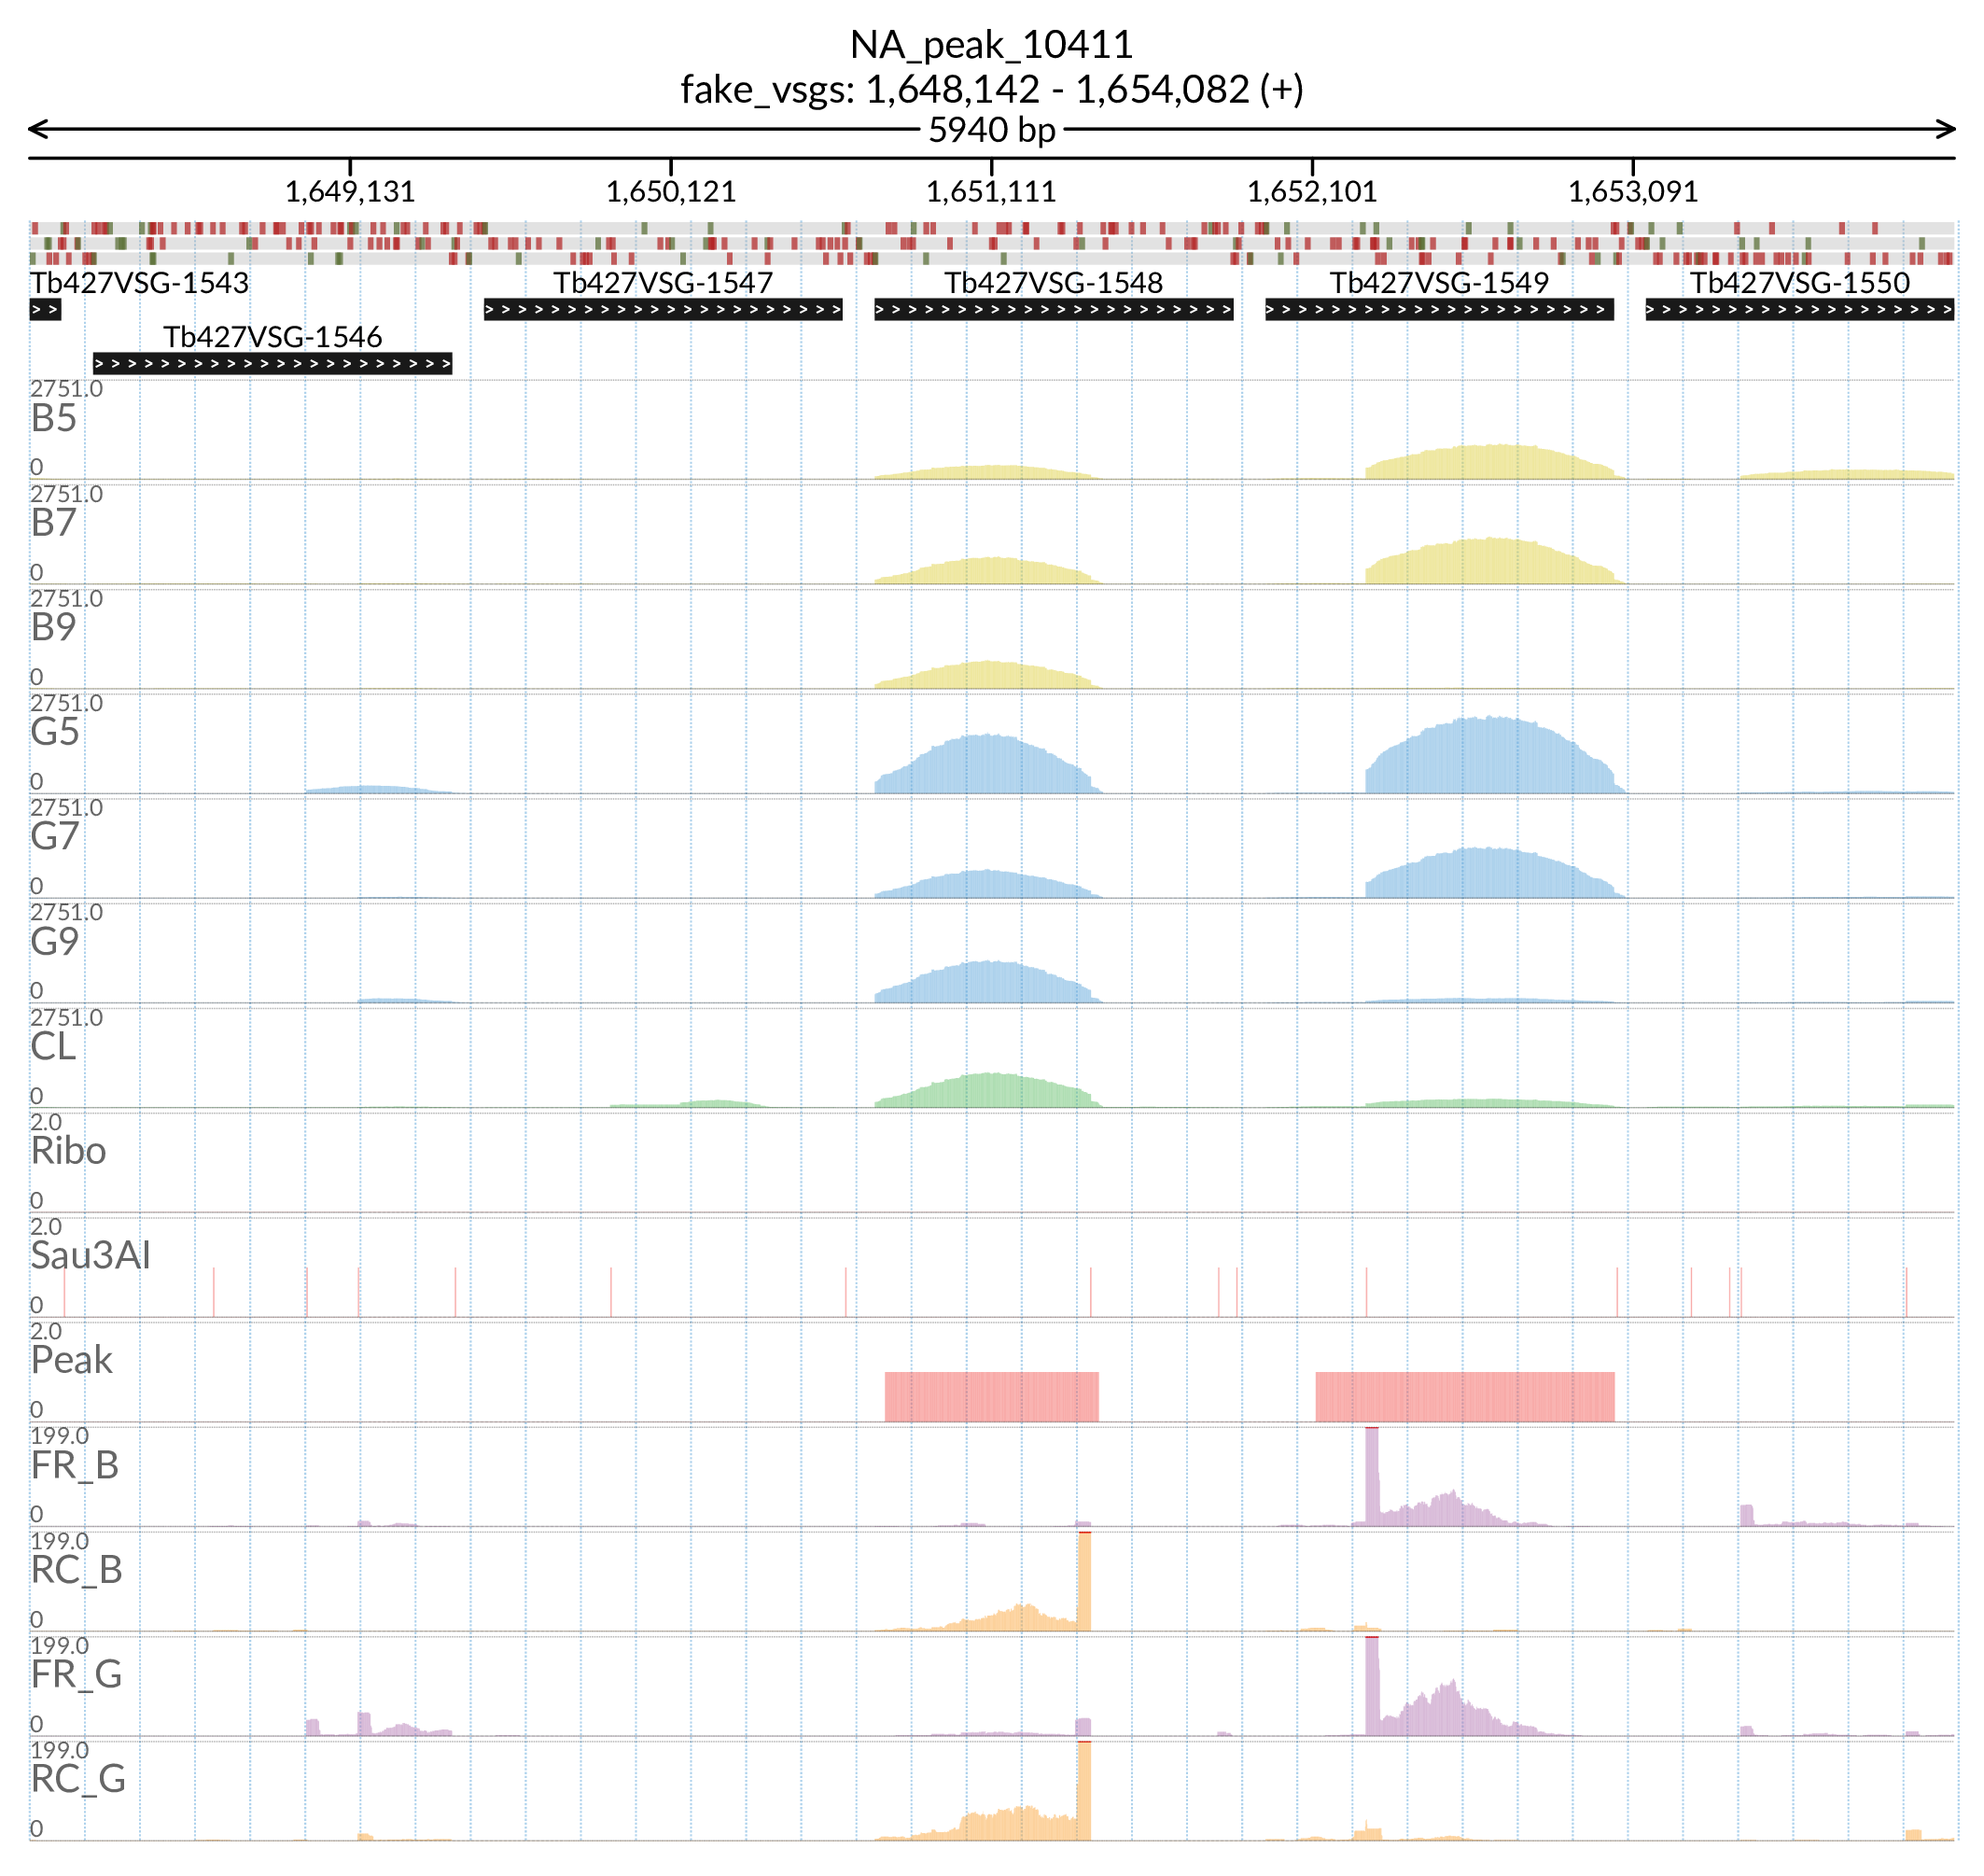 NA_peak_10411
fake_vsgs: 1,648,142 - 1,654,082 (+)
5940 bp
1,649,131 1,650,121 1,651,111 1,652,101 1,653,091
Tb427VSG-1543 Tb427VSG-1547 Tb427VSG-1548 Tb427VSG-1549 Tb427VSG-1550
Tb427VSG-1546
2751.0
B5
0
2751.0
B7
0
2751.0
B9
0
2751.0
G5
0
2751.0
G7
0
2751.0
G9
0
2751.0
CL
0
2.0
Ribo
0
2.0
Sau3AI
0
2.0
Peak
0
199.0
FR_B
0
199.0
RC_B
0
199.0
FR_G
0
199.0
RC_G
0